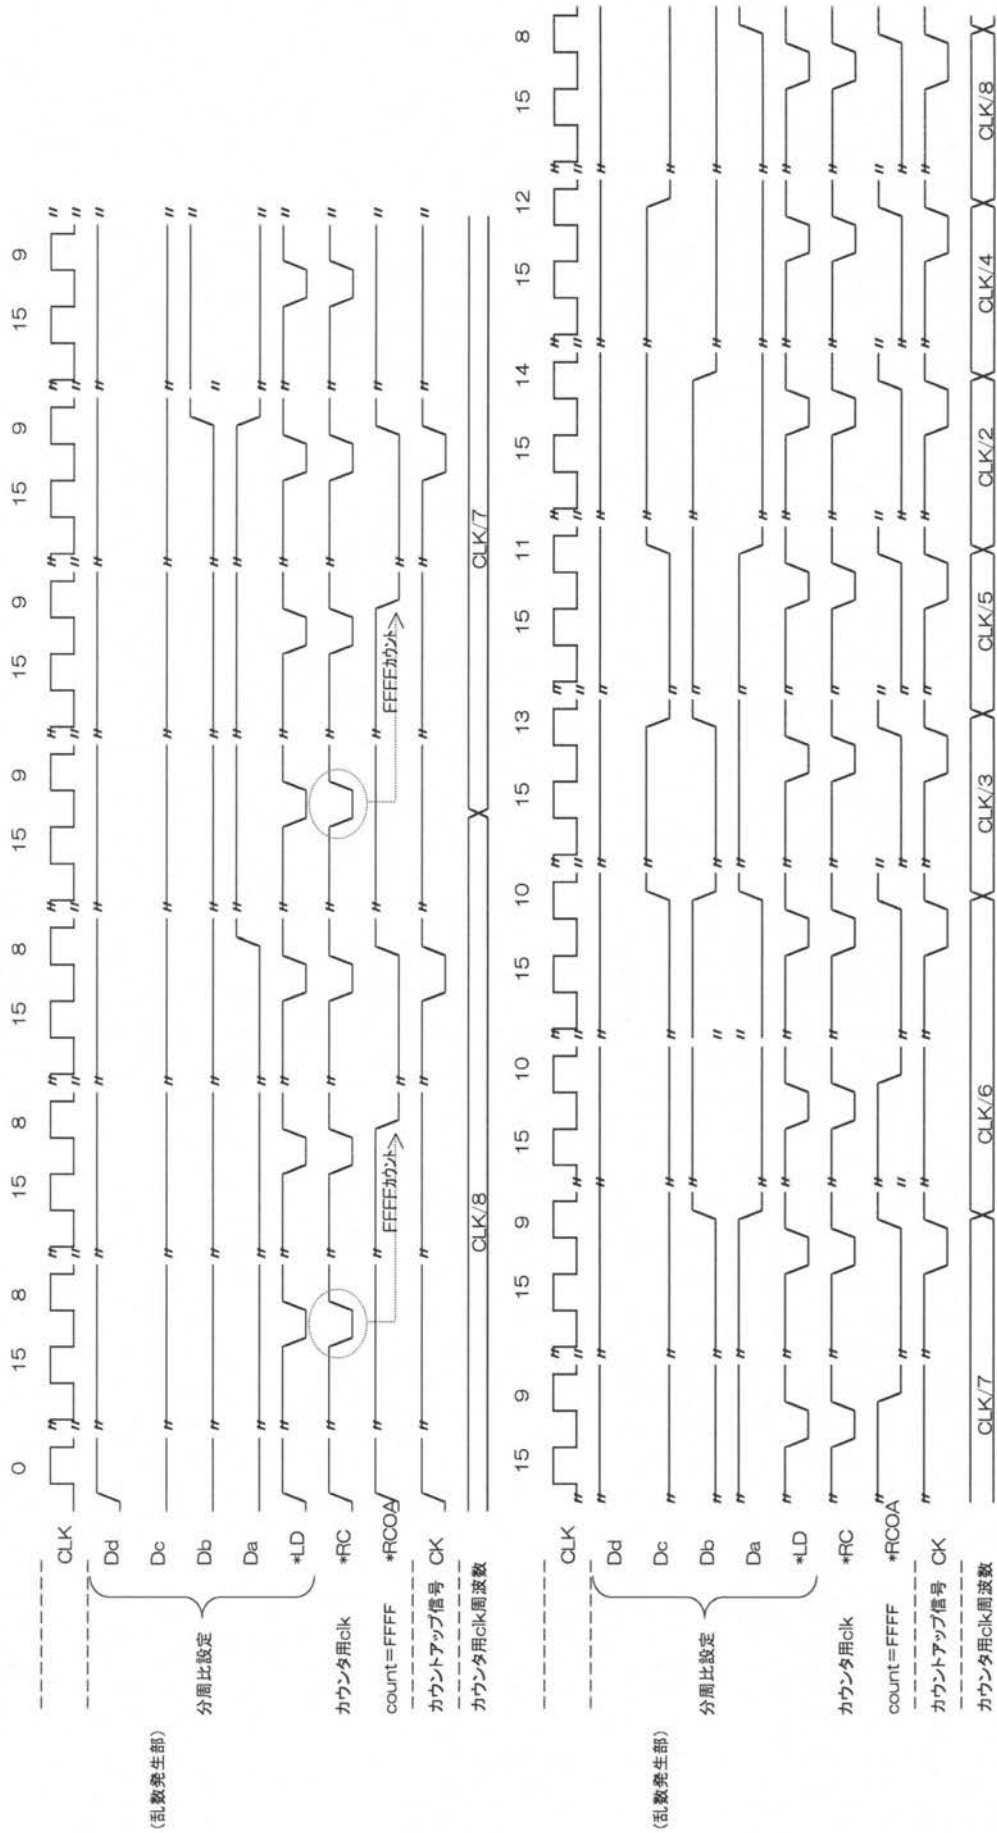 0 15 8 15 8 15 8 15 9 15 9 15 9 15 9
CLK
Dd
(乱数発生部)
Dc
分周比設定
Db
Da
*LD
カウンタ用clk *RC
count=FFFF *RCOA FFFFカウント FFFFカウント
カウントアップ信号 CK
カウンタ用clk周波数 CLK/8 CLK/7
15 9 15 9 15 10 15 10 15 13 15 11 15 14 15 12 15 8
CLK
Dd
(乱数発生部)
Dc
分周比設定
Db
Da
*LD
カウンタ用clk *RC
count=FFFF *RCOA
カウントアップ信号 CK
カウンタ用clk周波数 CLK/7 CLK/6 CLK/3 CLK/5 CLK/2 CLK/4 CLK/8